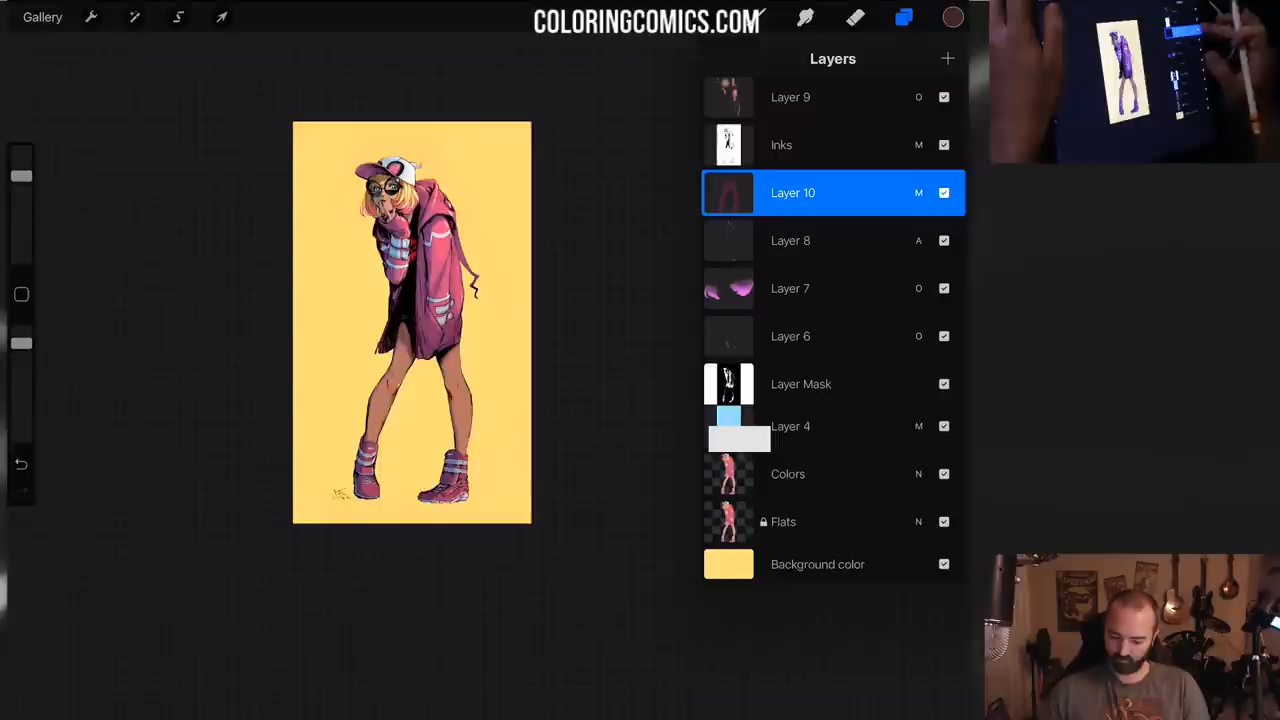 Gallery
COLORINGCOMICS.COM
Layers
Layer 9 O
Inks M
Layer 10 M
Layer 8 A
Layer 7 O
Layer 6 O
Layer Mask
Layer 4 M
Colors N
Flats N
Background color